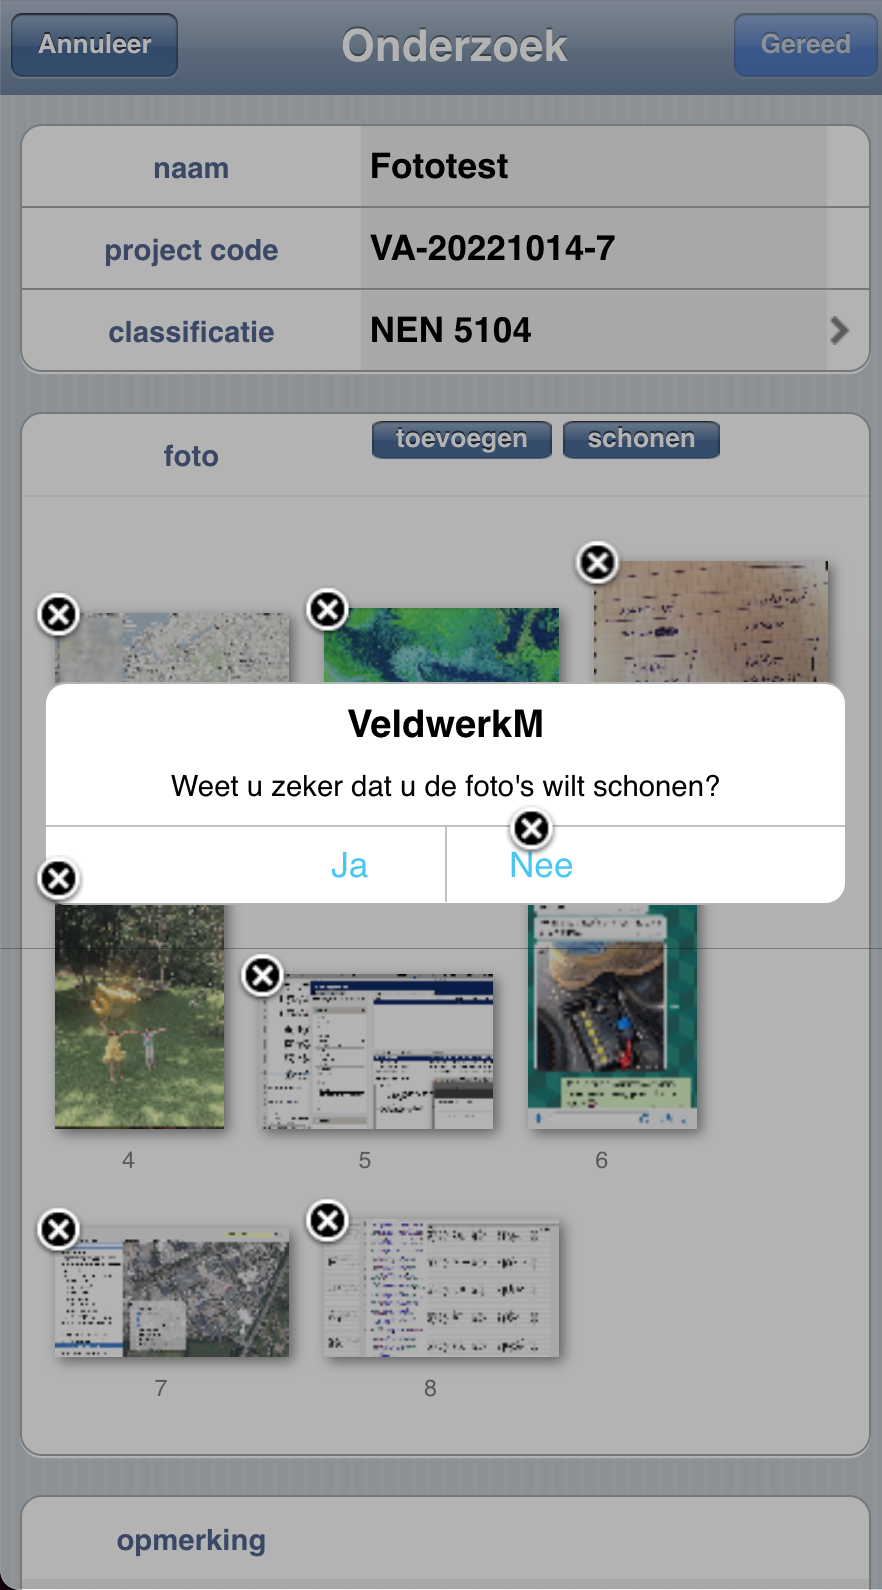 Annuleer
Onderzoek
Gereed
naam
Fototest
project code
VA-20221014-7
classificatie
NEN 5104
foto
toevoegen
schonen
VeldwerkM
Weet u zeker dat u de foto's wilt schonen?
Ja
Nee
4
5
6
7
8
opmerking